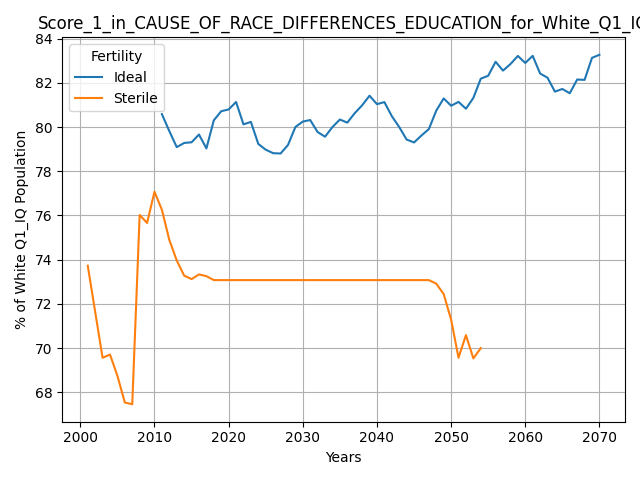 Score_1_in_CAUSE_OF_RACE_DIFFERENCES_EDUCATION_for_White_Q1_IQ
84
82
80
78
76
74
72
70
68
% of White Q1_IQ Population
Fertility
Ideal
Sterile
2000 2010 2020 2030 2040 2050 2060 2070
Years